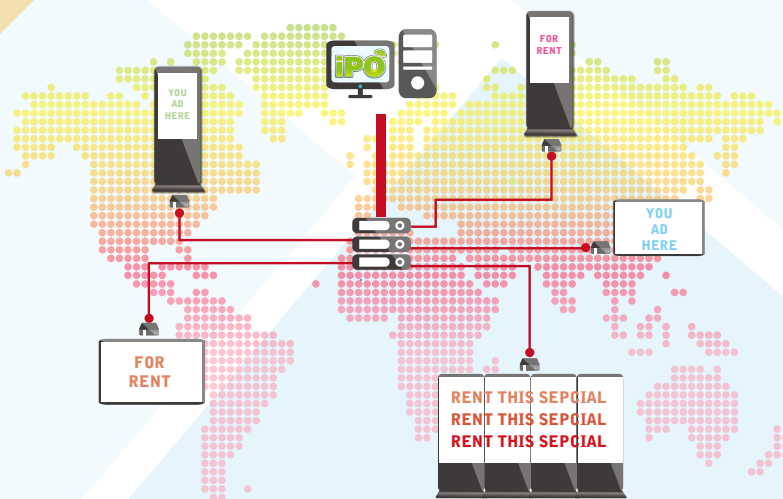 iPO
FOR
RENT
YOU
AD
HERE
YOU
AD
HERE
FOR
RENT
RENT THIS SEPCIAL
RENT THIS SEPCIAL
RENT THIS SEPCIAL